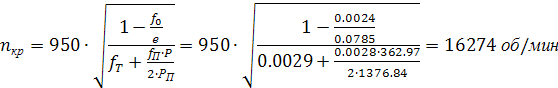 n_кр = 950 · √((1 − f₀/e)/(f_T + (f_П·P)/(2·P_П))) = 950 · √((1 − 0.0024/0.0785)/(0.0029 + (0.0028·362.97)/(2·1376.84))) = 16274 об/мин